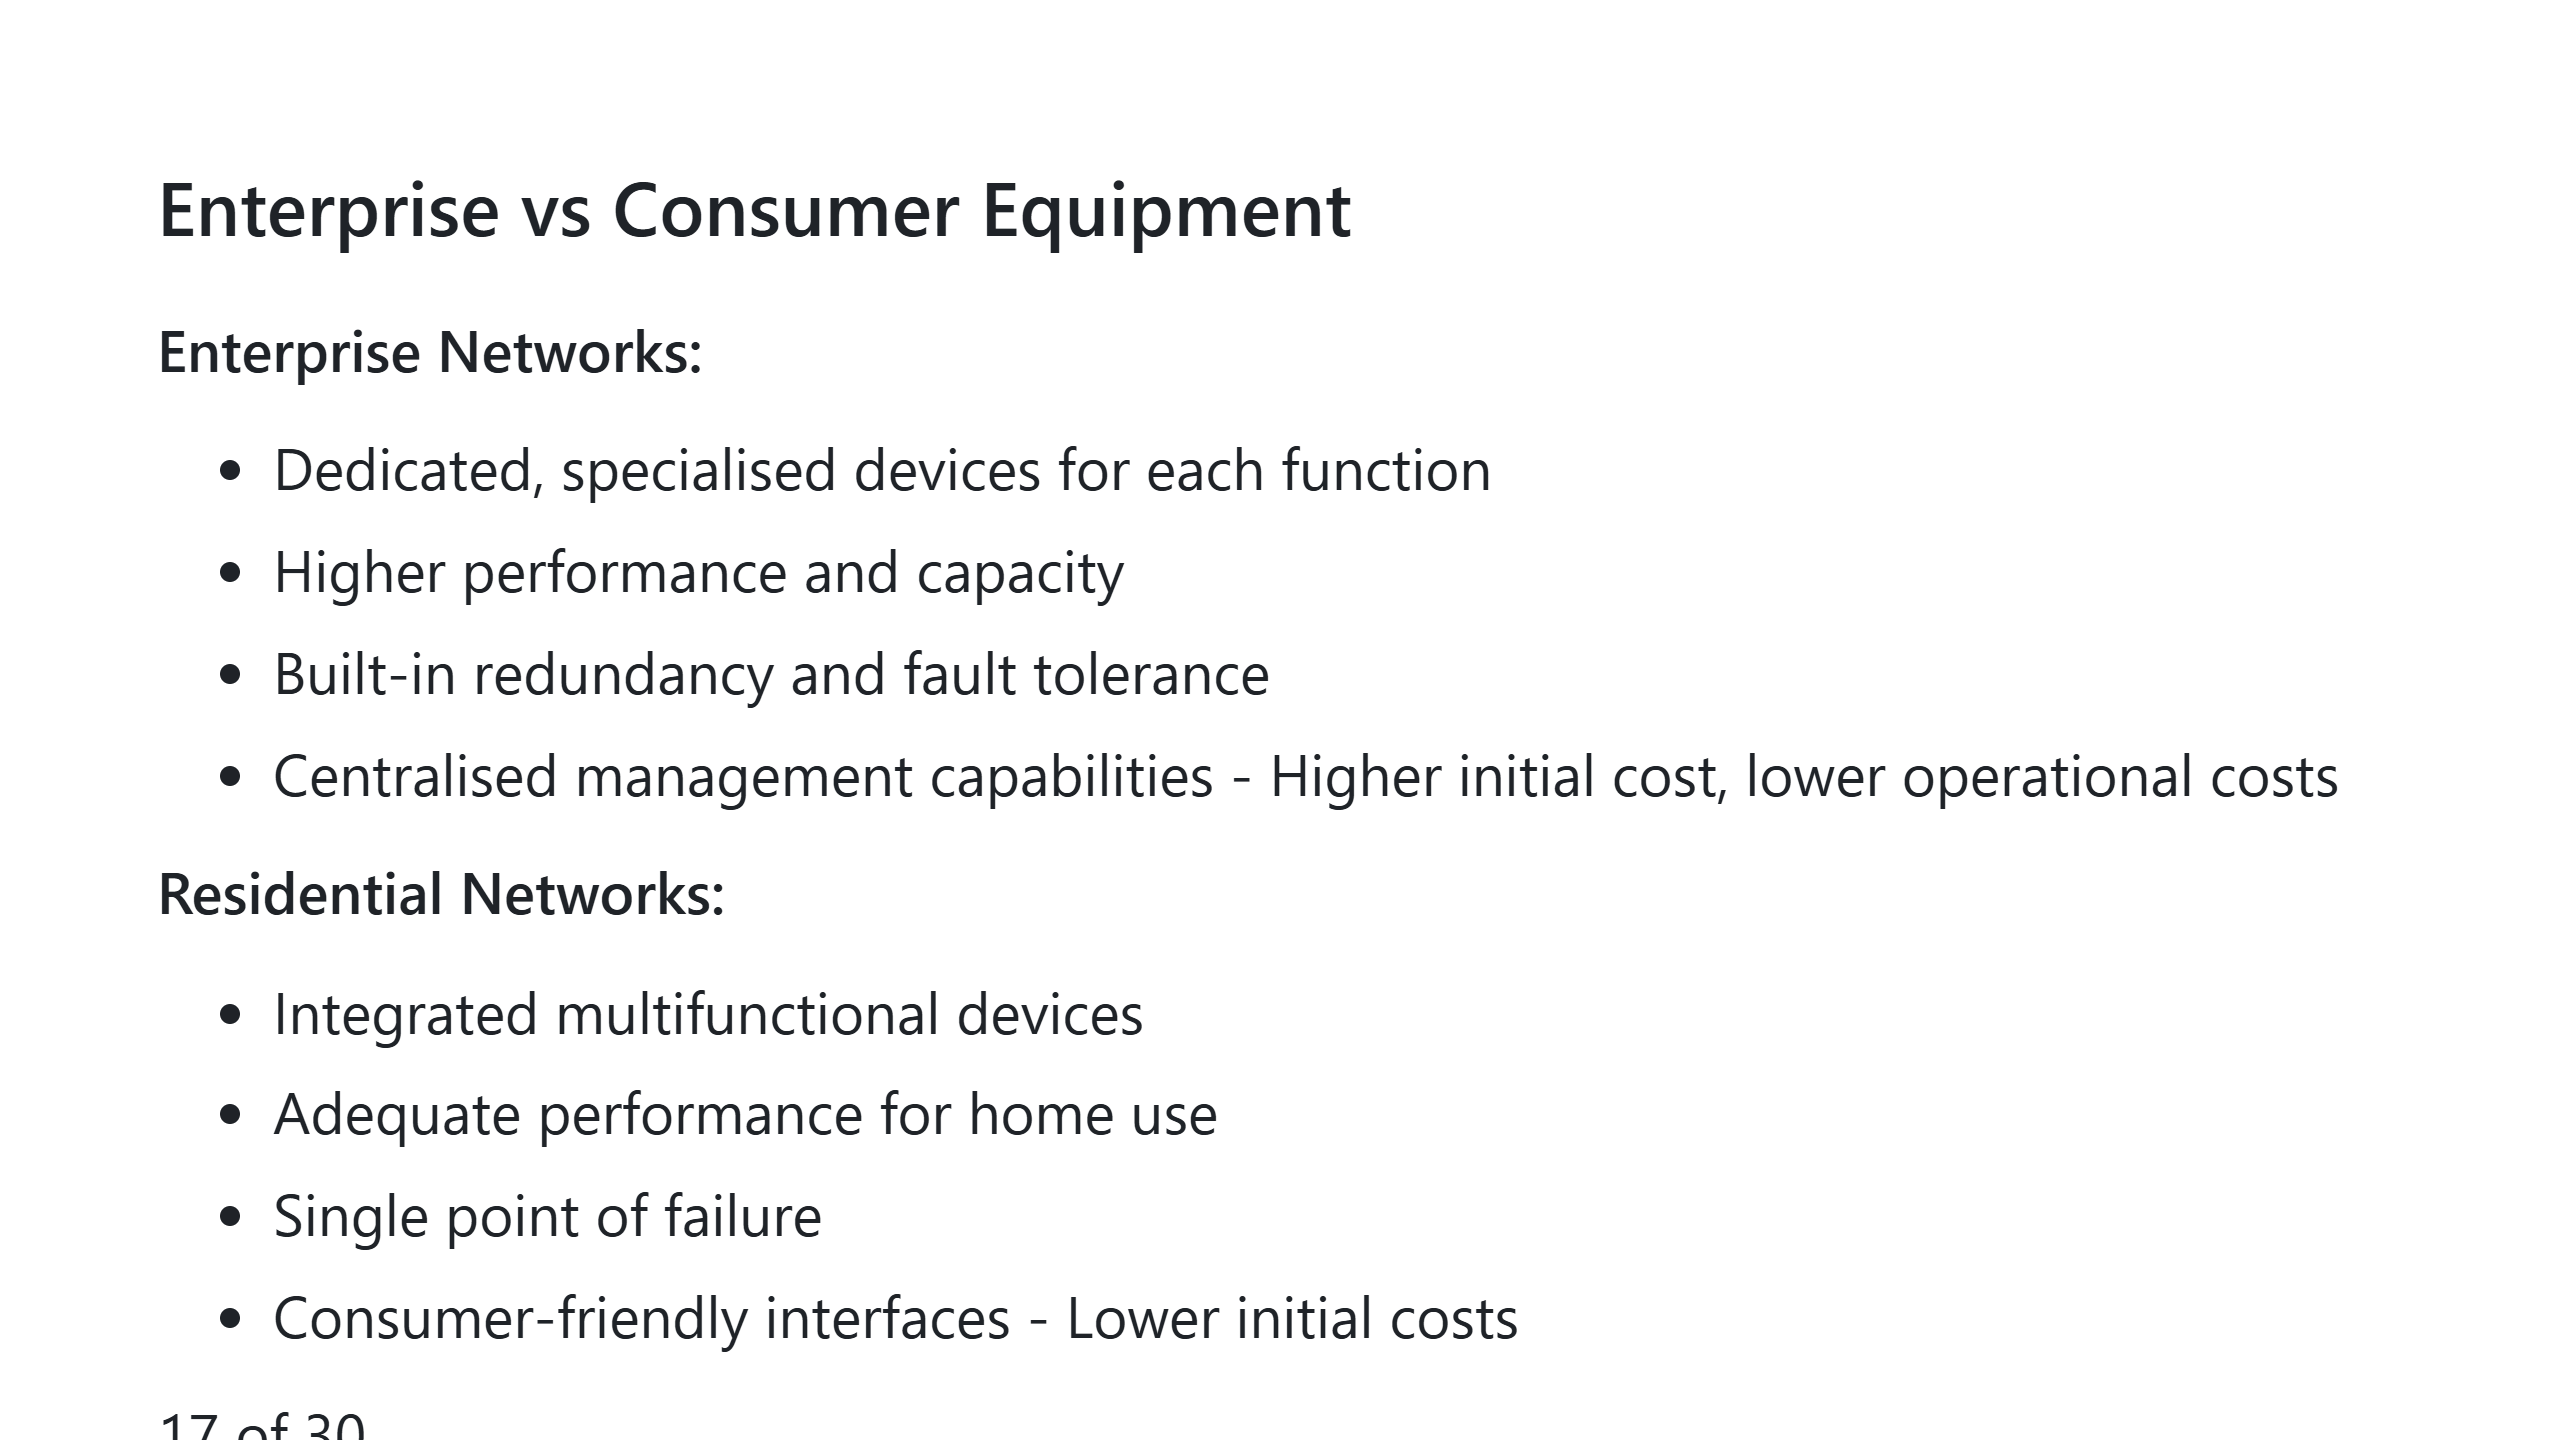 Enterprise vs Consumer Equipment
Enterprise Networks:
• Dedicated, specialised devices for each function
• Higher performance and capacity
• Built-in redundancy and fault tolerance
• Centralised management capabilities - Higher initial cost, lower operational costs
Residential Networks:
• Integrated multifunctional devices
• Adequate performance for home use
• Single point of failure
• Consumer-friendly interfaces - Lower initial costs
17 of 30